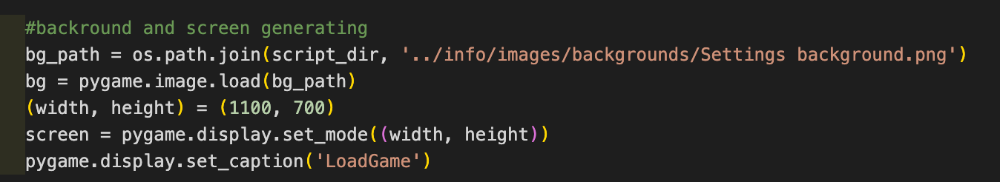 #backround and screen generating
bg_path = os.path.join(script_dir, '../info/images/backgrounds/Settings background.png')
bg = pygame.image.load(bg_path)
(width, height) = (1100, 700)
screen = pygame.display.set_mode((width, height))
pygame.display.set_caption('LoadGame')